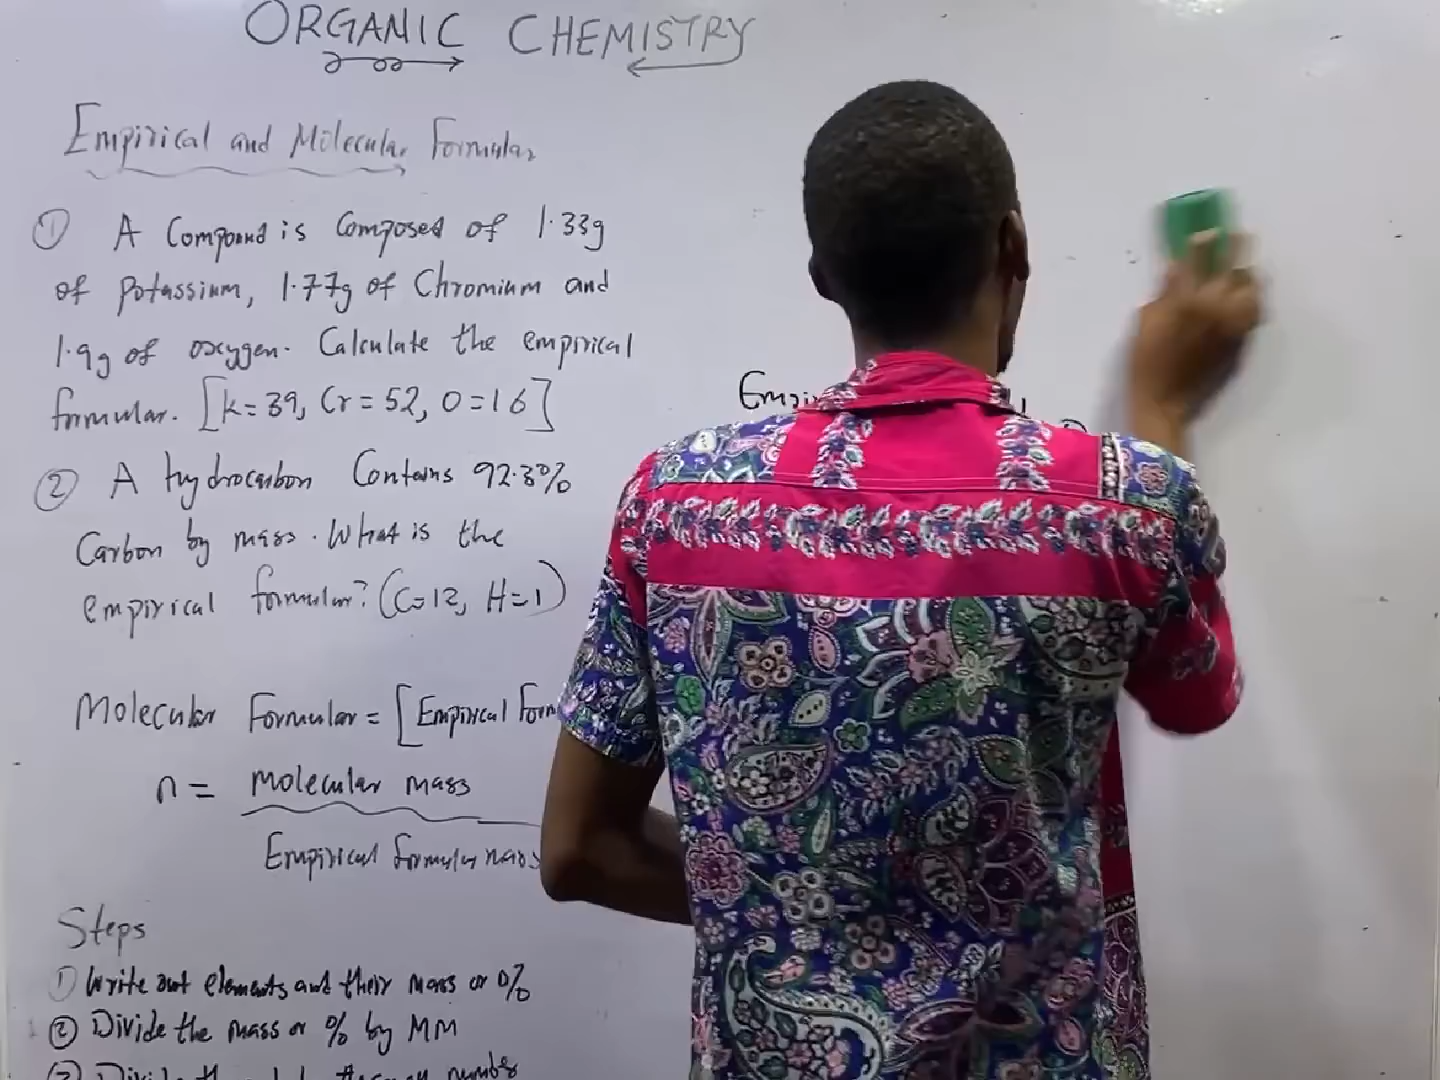 ORGANIC CHEMISTRY
Empirical and Molecular Formular
① A Compound is Composed of 1.33g
of Potassium, 1.77g of Chromium and
1.9g of oxygen. Calculate the empirical
formular. [K=39, Cr=52, O=16]
② A hydrocarbon Contains 92.3%
Carbon by mass. What is the
empirical formular? (C=12, H=1)
Molecular Formular = [Empirical Form
n = molecular mass
Empirical formular mass
Steps
① Write out elements and their mass or %
② Divide the mass or % by MM
number